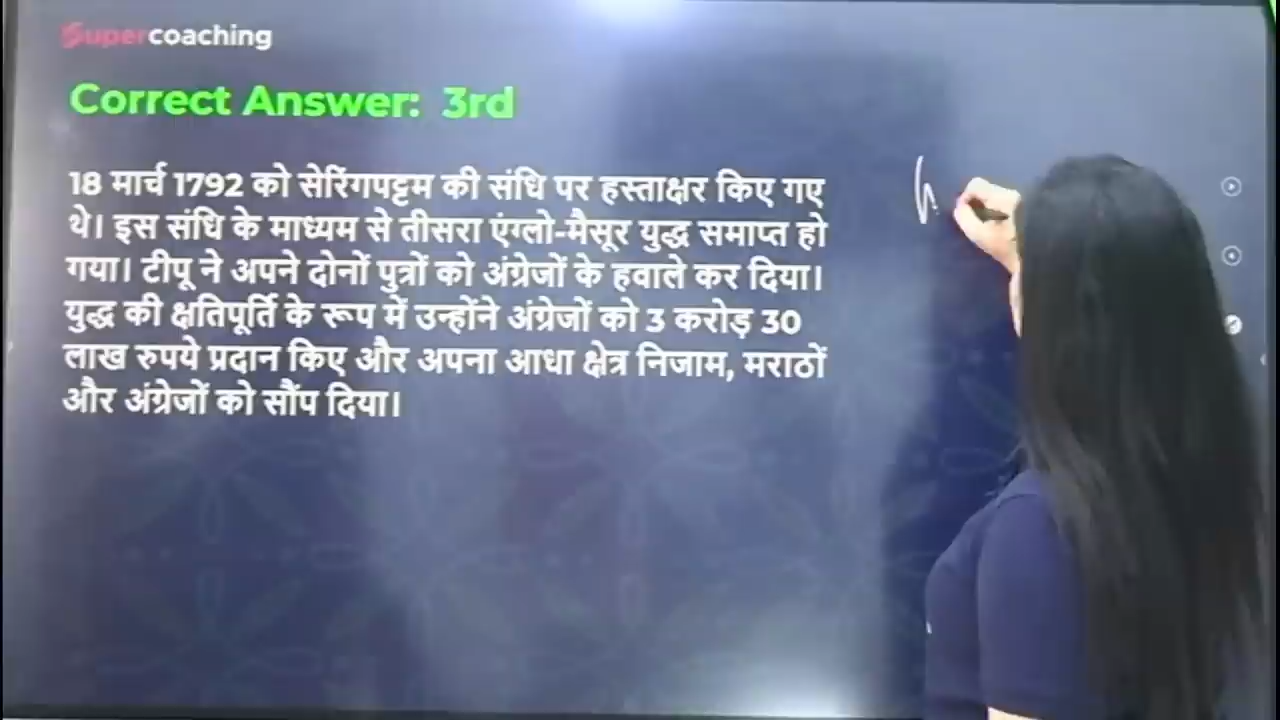 Supercoaching
Correct Answer: 3rd
18 मार्च 1792 को सेरिंगपट्टम की संधि पर हस्ताक्षर किए गए
थे। इस संधि के माध्यम से तीसरा एंग्लो-मैसूर युद्ध समाप्त हो
गया। टीपू ने अपने दोनों पुत्रों को अंग्रेजों के हवाले कर दिया।
युद्ध की क्षतिपूर्ति के रूप में उन्होंने अंग्रेजों को 3 करोड़ 30
लाख रुपये प्रदान किए और अपना आधा क्षेत्र निजाम, मराठों
और अंग्रेजों को सौंप दिया।